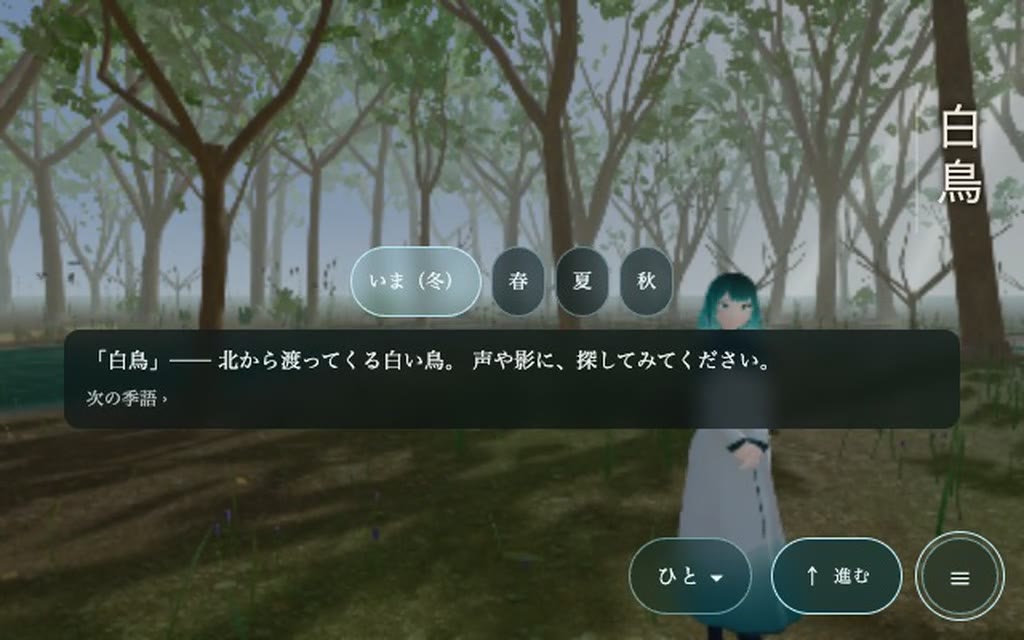 白鳥
いま（冬） 春 夏 秋
「白鳥」―― 北から渡ってくる白い鳥。 声や影に、探してみてください。
次の季語 ›
ひと ▾ ↑ 進む ≡